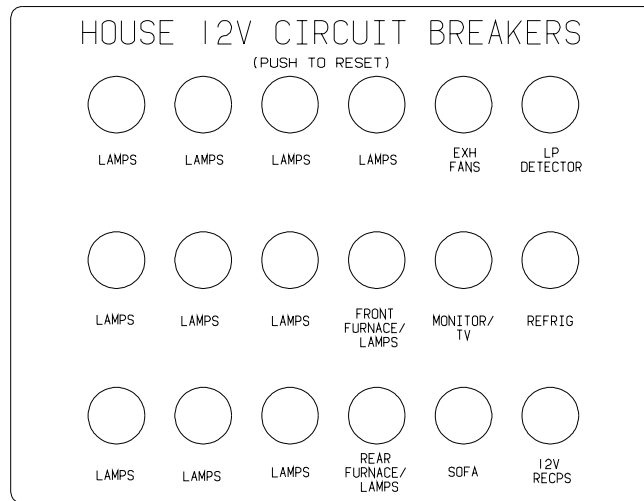 HOUSE 12V CIRCUIT BREAKERS
(PUSH TO RESET)
LAMPS LAMPS LAMPS LAMPS EXH FANS LP DETECTOR
LAMPS LAMPS LAMPS FRONT FURNACE/ LAMPS MONITOR/ TV REFRIG
LAMPS LAMPS LAMPS REAR FURNACE/ LAMPS SOFA 12V RECPS